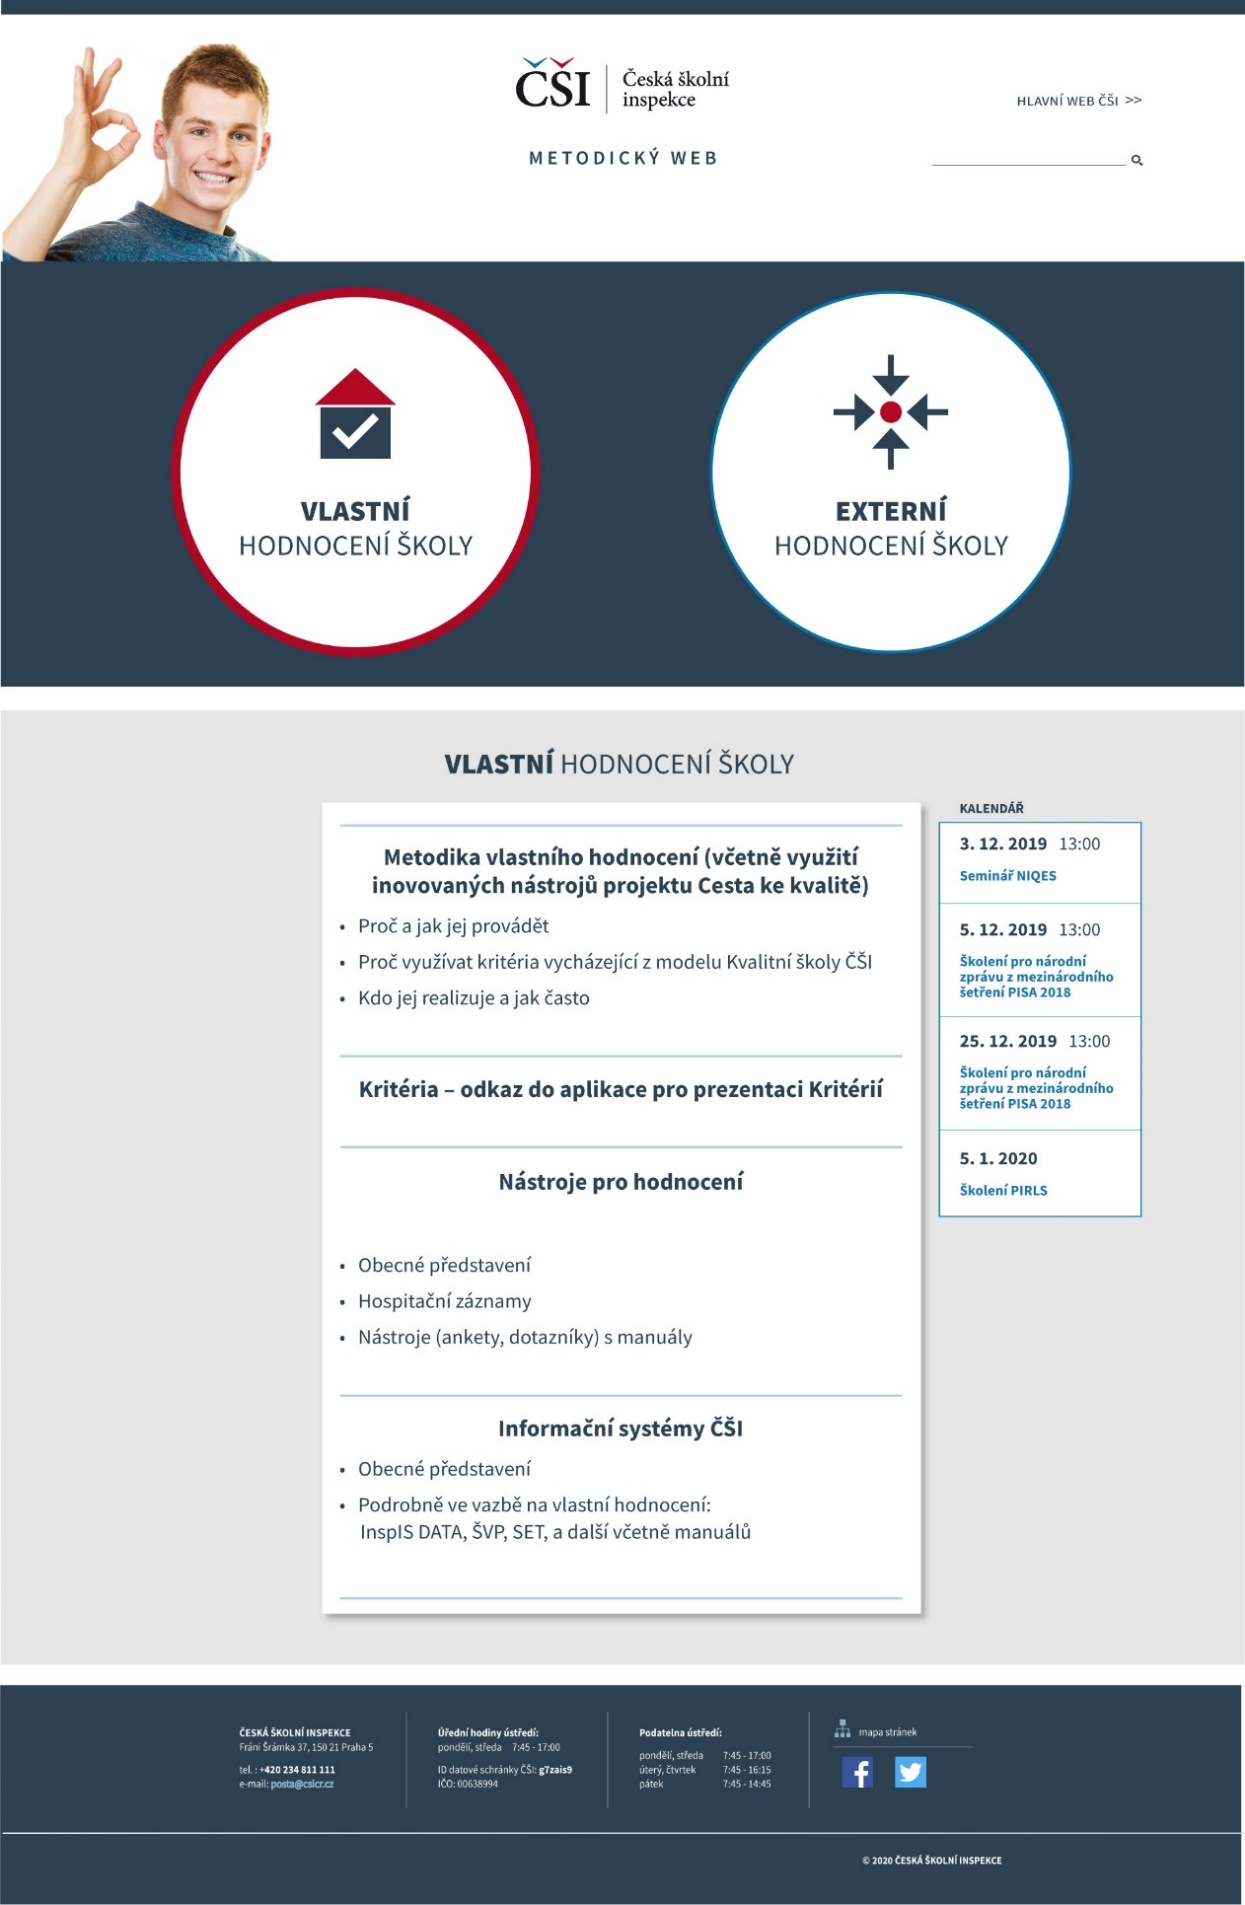 ČŠI
Česká školní
inspekce
METODICKÝ WEB
HLAVNÍ WEB ČŠI >>
VLASTNÍ
HODNOCENÍ ŠKOLY
EXTERNÍ
HODNOCENÍ ŠKOLY
VLASTNÍ HODNOCENÍ ŠKOLY
Metodika vlastního hodnocení (včetně využití
inovovaných nástrojů projektu Cesta ke kvalitě)
• Proč a jak jej provádět
• Proč využívat kritéria vycházející z modelu Kvalitní školy ČŠI
• Kdo jej realizuje a jak často
Kritéria – odkaz do aplikace pro prezentaci Kritérií
Nástroje pro hodnocení
• Obecné představení
• Hospitační záznamy
• Nástroje (ankety, dotazníky) s manuály
Informační systémy ČŠI
• Obecné představení
• Podrobně ve vazbě na vlastní hodnocení:
InspIS DATA, ŠVP, SET, a další včetně manuálů
KALENDÁŘ
3. 12. 2019 13:00
Seminář NIQES
5. 12. 2019 13:00
Školení pro národní
zprávu z mezinárodního
šetření PISA 2018
25. 12. 2019 13:00
Školení pro národní
zprávu z mezinárodního
šetření PISA 2018
5. 1. 2020
Školení PIRLS
ČESKÁ ŠKOLNÍ INSPEKCE
Fráni Šrámka 37, 150 21 Praha 5
tel. : +420 234 811 111
e-mail: posta@csicr.cz
Úřední hodiny ústředí:
pondělí, středa 7:45 - 17:00
ID datové schránky ČŠI: g7zais9
IČO: 00638994
Podatelna ústředí:
pondělí, středa 7:45 - 17:00
úterý, čtvrtek 7:45 - 16:15
pátek 7:45 - 14:45
mapa stránek
© 2020 ČESKÁ ŠKOLNÍ INSPEKCE